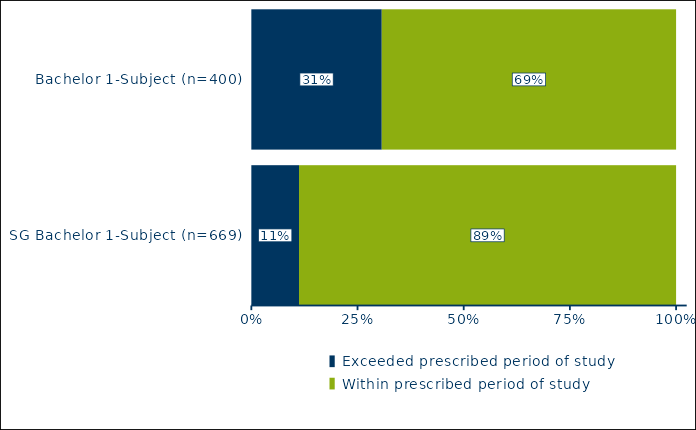 Bachelor 1-Subject (n=400)
31%
69%
SG Bachelor 1-Subject (n=669)
11%
89%
0% 25% 50% 75% 100%
Exceeded prescribed period of study
Within prescribed period of study